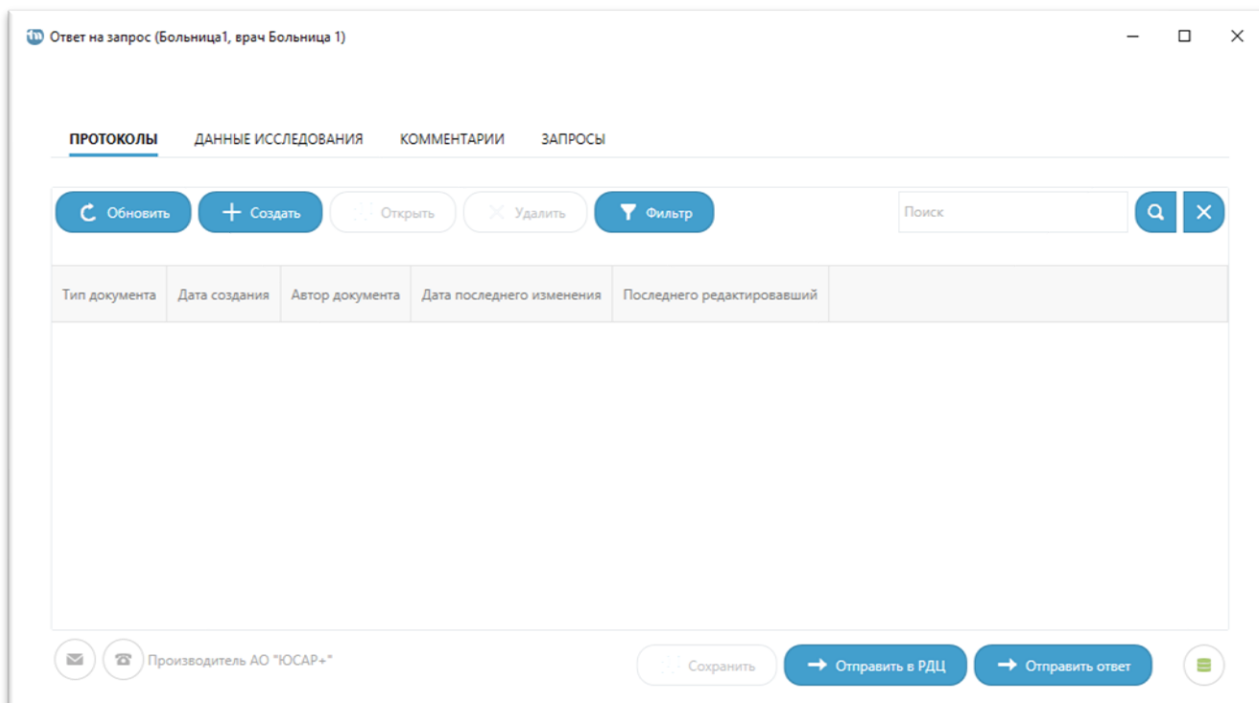 Ответ на запрос (Больница1, врач Больница 1)
ПРОТОКОЛЫ ДАННЫЕ ИССЛЕДОВАНИЯ КОММЕНТАРИИ ЗАПРОСЫ
Обновить Создать Открыть Удалить Фильтр Поиск
Тип документа Дата создания Автор документа Дата последнего изменения Последнего редактировавший
Производитель АО "ЮСАР+" Сохранить Отправить в РДЦ Отправить ответ